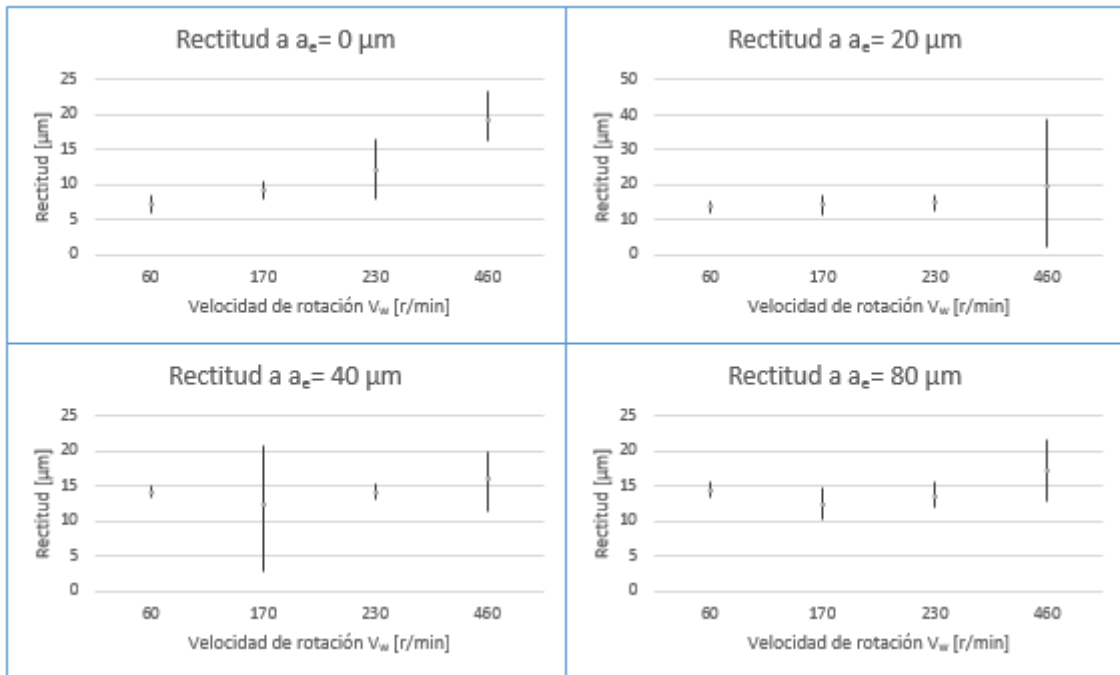 Rectitud a aₑ= 0 µm
Rectitud [µm]
25
20
15
10
5
0
60 170 230 460
Velocidad de rotación V_w [r/min]
Rectitud a aₑ= 20 µm
Rectitud [µm]
50
40
30
20
10
0
60 170 230 460
Velocidad de rotación V_w [r/min]
Rectitud a aₑ= 40 µm
Rectitud [µm]
25
20
15
10
5
0
60 170 230 460
Velocidad de rotación V_w [r/min]
Rectitud a aₑ= 80 µm
Rectitud [µm]
25
20
15
10
5
0
60 170 230 460
Velocidad de rotación V_w [r/min]